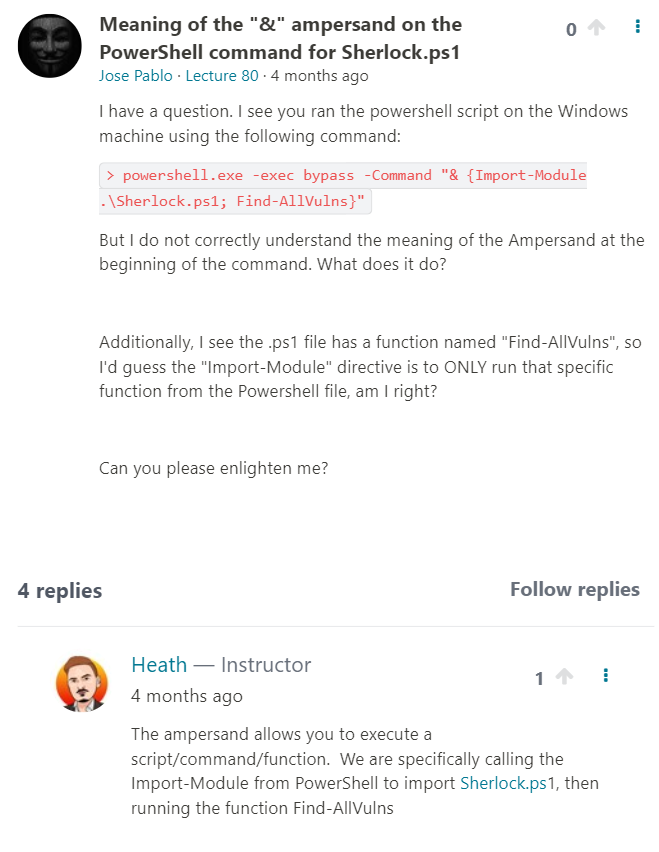 Meaning of the "&" ampersand on the
PowerShell command for Sherlock.ps1
0
Jose Pablo · Lecture 80 · 4 months ago
I have a question. I see you ran the powershell script on the Windows
machine using the following command:
> powershell.exe -exec bypass -Command "& {Import-Module
.\Sherlock.ps1; Find-AllVulns}"
But I do not correctly understand the meaning of the Ampersand at the
beginning of the command. What does it do?
Additionally, I see the .ps1 file has a function named "Find-AllVulns", so
I'd guess the "Import-Module" directive is to ONLY run that specific
function from the Powershell file, am I right?
Can you please enlighten me?
4 replies
Follow replies
Heath — Instructor
1
4 months ago
The ampersand allows you to execute a
script/command/function.  We are specifically calling the
Import-Module from PowerShell to import Sherlock.ps1, then
running the function Find-AllVulns